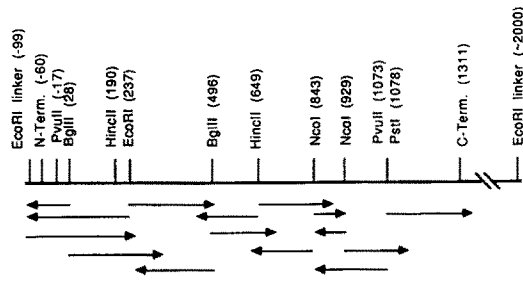 EcoRI linker (-99)
N-Term. (-60)
PvuII (-17)
BglII (28)
HincII (190)
EcoRI (237)
BglII (496)
HincII (649)
NcoI (843)
NcoI (929)
PvuII (1073)
PstI (1078)
C-Term. (1311)
EcoRI linker (~2000)